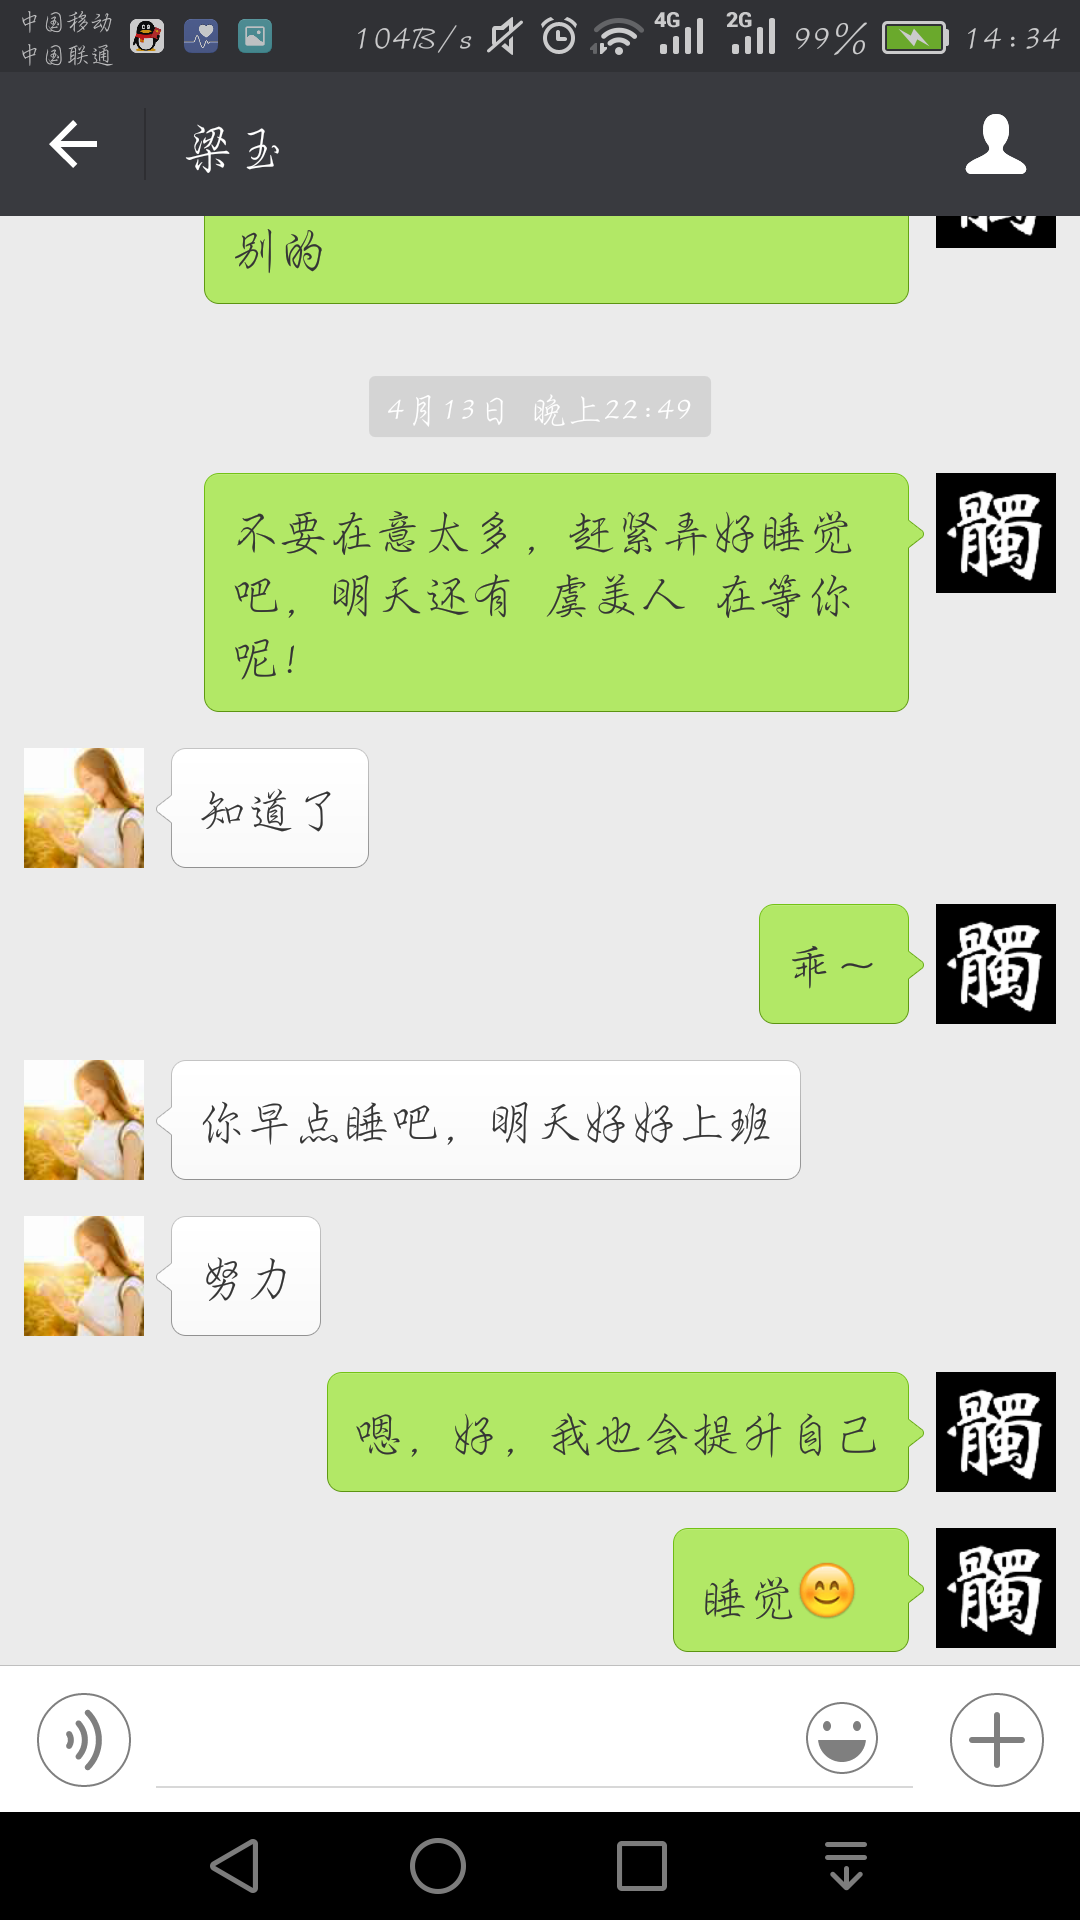 中国移动
中国联通
104B/s
4G
2G
99%
14:34
梁玉
别的
4月13日 晚上22:49
不要在意太多，赶紧弄好睡觉
吧，明天还有 虞美人 在等你
呢!
髑
知道了
乖～
髑
你早点睡吧，明天好好上班
努力
嗯，好，我也会提升自己
髑
睡觉😊
髑